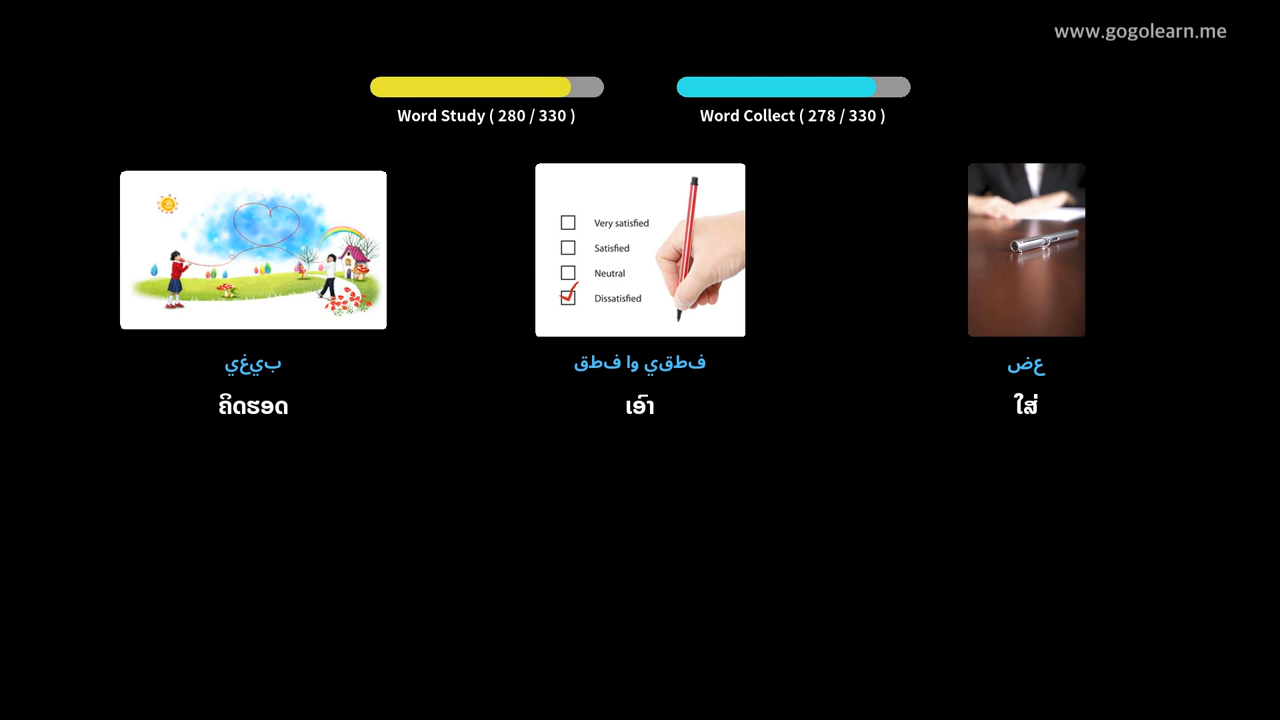 www.gogolearn.me
Word Study ( 280 / 330 )
Word Collect ( 278 / 330 )
Very satisfied
Satisfied
Neutral
Dissatisfied
بيغي
فطقي وا فطق
عض
ຄິດຮອດ
ເອົາ
ໃສ່